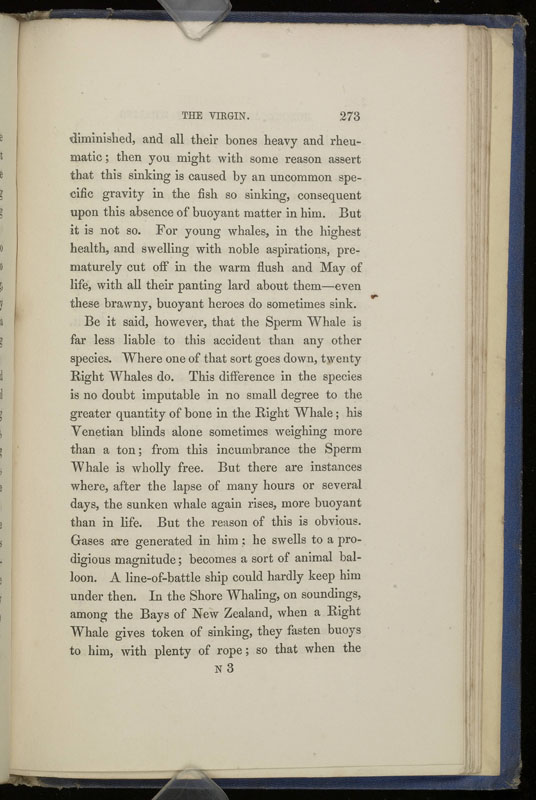 THE VIRGIN. 273
diminished, and all their bones heavy and rheu-
matic; then you might with some reason assert
that this sinking is caused by an uncommon spe-
cific gravity in the fish so sinking, consequent
upon this absence of buoyant matter in him. But
it is not so. For young whales, in the highest
health, and swelling with noble aspirations, pre-
maturely cut off in the warm flush and May of
life, with all their panting lard about them—even
these brawny, buoyant heroes do sometimes sink.
Be it said, however, that the Sperm Whale is
far less liable to this accident than any other
species. Where one of that sort goes down, twenty
Right Whales do. This difference in the species
is no doubt imputable in no small degree to the
greater quantity of bone in the Right Whale; his
Venetian blinds alone sometimes weighing more
than a ton; from this incumbrance the Sperm
Whale is wholly free. But there are instances
where, after the lapse of many hours or several
days, the sunken whale again rises, more buoyant
than in life. But the reason of this is obvious.
Gases are generated in him; he swells to a pro-
digious magnitude; becomes a sort of animal bal-
loon. A line-of-battle ship could hardly keep him
under then. In the Shore Whaling, on soundings,
among the Bays of New Zealand, when a Right
Whale gives token of sinking, they fasten buoys
to him, with plenty of rope; so that when the
N 3